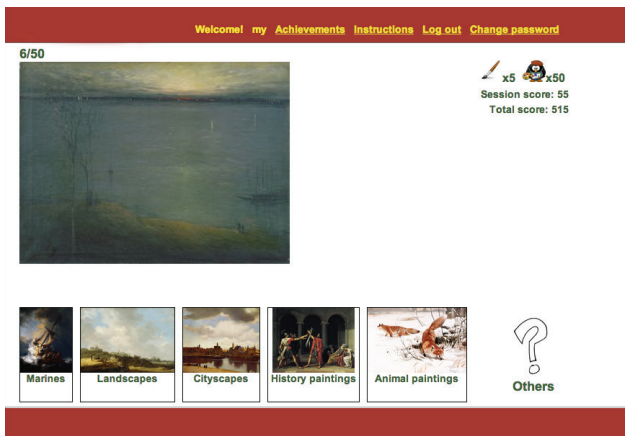 Welcome! my Achievements Instructions Log out Change password
6/50
x5 x50
Session score: 55
Total score: 515
Marines
Landscapes
Cityscapes
History paintings
Animal paintings
Others